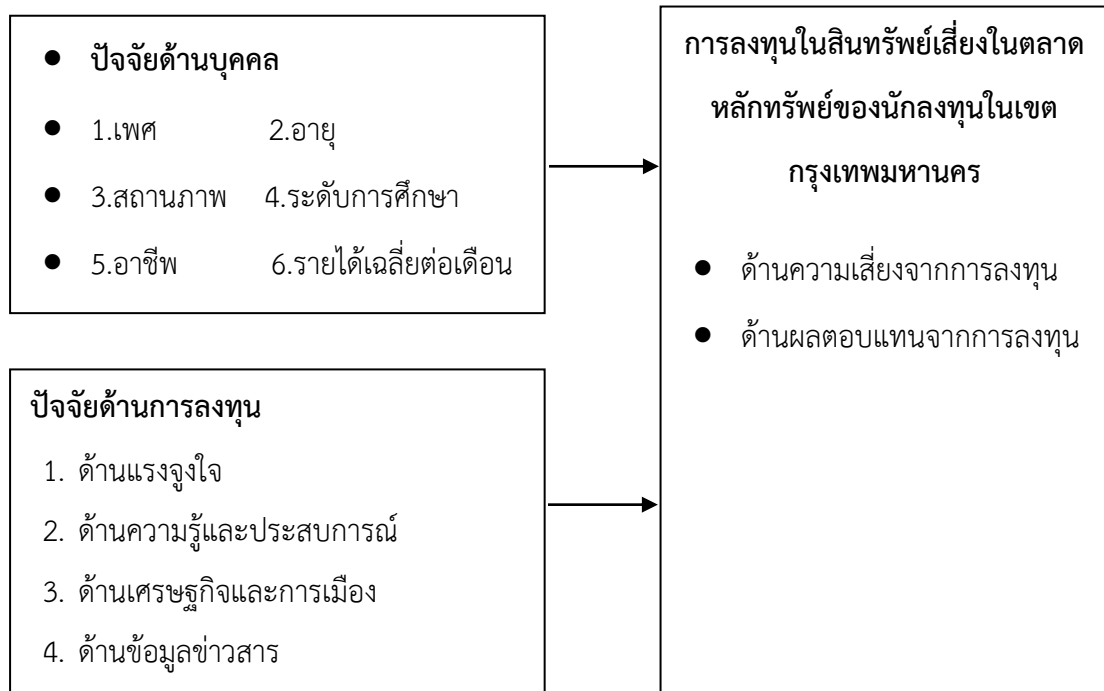 ● ปัจจัยด้านบุคคล
● 1.เพศ 2.อายุ
● 3.สถานภาพ 4.ระดับการศึกษา
● 5.อาชีพ 6.รายได้เฉลี่ยต่อเดือน
ปัจจัยด้านการลงทุน
1. ด้านแรงจูงใจ
2. ด้านความรู้และประสบการณ์
3. ด้านเศรษฐกิจและการเมือง
4. ด้านข้อมูลข่าวสาร
การลงทุนในสินทรัพย์เสี่ยงในตลาด
หลักทรัพย์ของนักลงทุนในเขต
กรุงเทพมหานคร
● ด้านความเสี่ยงจากการลงทุน
● ด้านผลตอบแทนจากการลงทุน